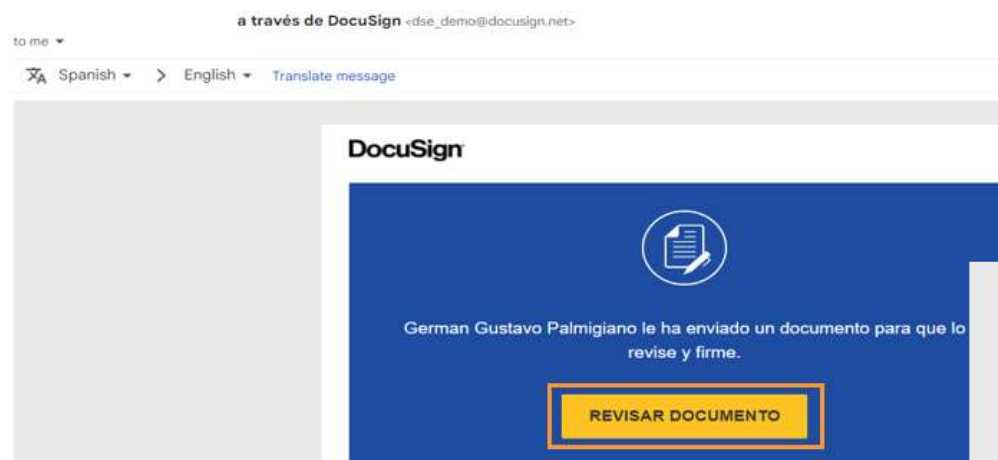 a través de DocuSign <dse_demo@docusign.net>
to me
Spanish > English Translate message
DocuSign
German Gustavo Palmigiano le ha enviado un documento para que lo
revise y firme.
REVISAR DOCUMENTO